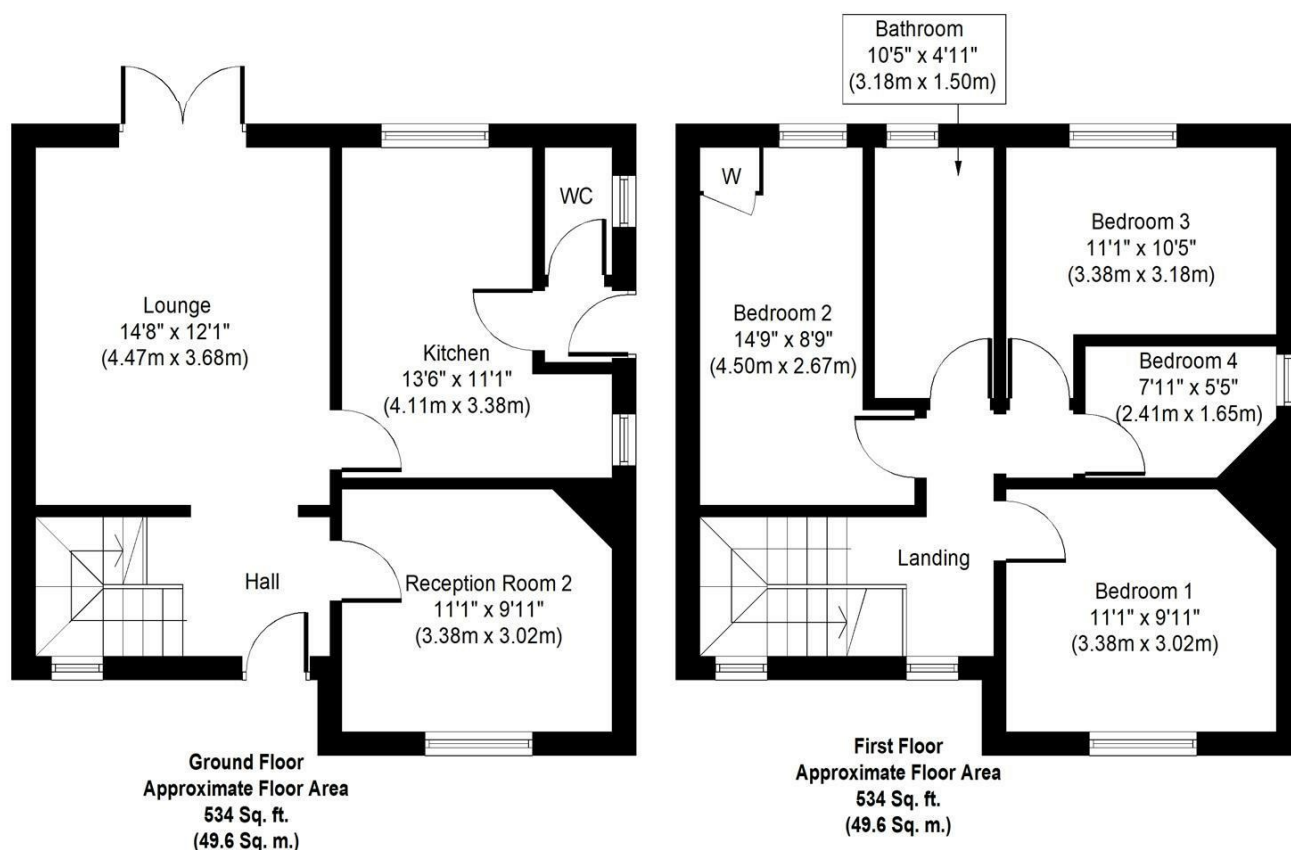 Lounge
14'8" x 12'1"
(4.47m x 3.68m)
Kitchen
13'6" x 11'1"
(4.11m x 3.38m)
WC
Hall
Reception Room 2
11'1" x 9'11"
(3.38m x 3.02m)
Ground Floor
Approximate Floor Area
534 Sq. ft.
(49.6 Sq. m.)
Bathroom
10'5" x 4'11"
(3.18m x 1.50m)
W
Bedroom 2
14'9" x 8'9"
(4.50m x 2.67m)
Bedroom 3
11'1" x 10'5"
(3.38m x 3.18m)
Bedroom 4
7'11" x 5'5"
(2.41m x 1.65m)
Landing
Bedroom 1
11'1" x 9'11"
(3.38m x 3.02m)
First Floor
Approximate Floor Area
534 Sq. ft.
(49.6 Sq. m.)